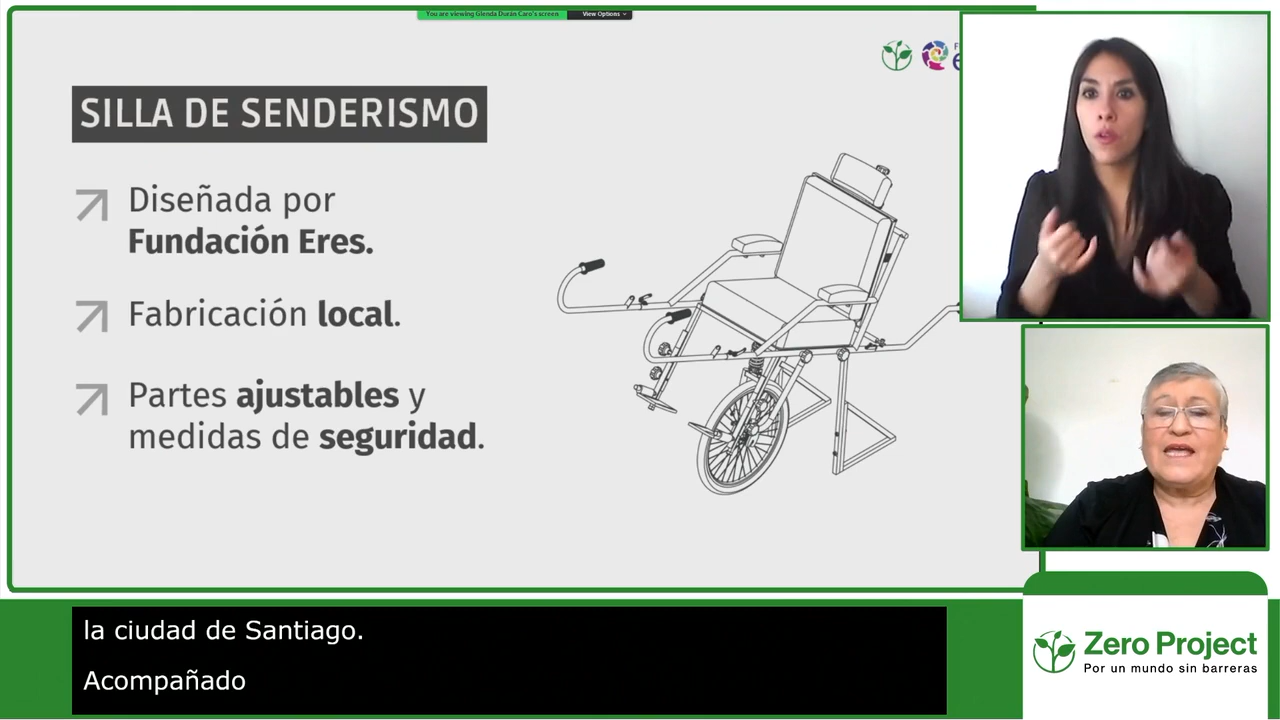 You are viewing Glenda Durán Caro's screen
View Options
SILLA DE SENDERISMO
Diseñada por
Fundación Eres.
Fabricación local.
Partes ajustables y
medidas de seguridad.
la ciudad de Santiago.
Acompañado
Zero Project
Por un mundo sin barreras